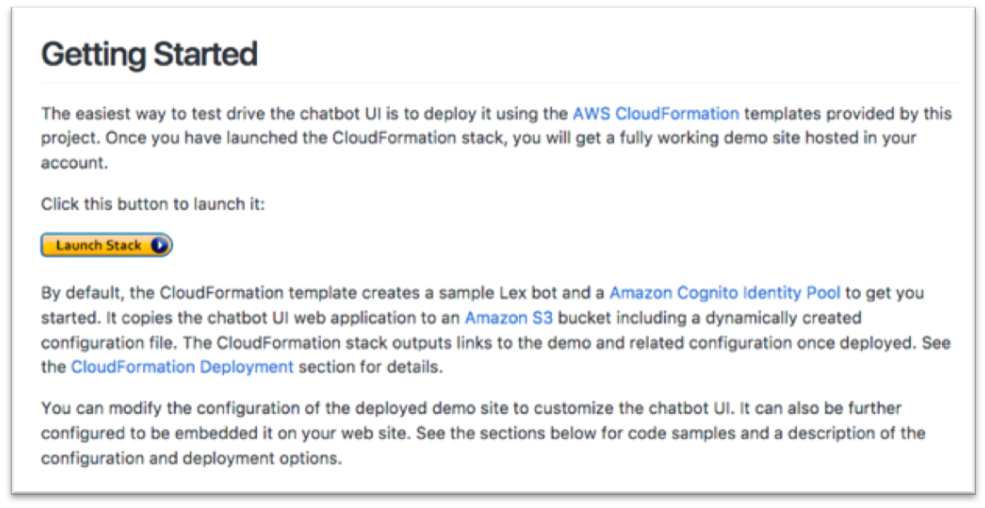 Getting Started
The easiest way to test drive the chatbot UI is to deploy it using the AWS CloudFormation templates provided by this
project. Once you have launched the CloudFormation stack, you will get a fully working demo site hosted in your
account.
Click this button to launch it:
Launch Stack
By default, the CloudFormation template creates a sample Lex bot and a Amazon Cognito Identity Pool to get you
started. It copies the chatbot UI web application to an Amazon S3 bucket including a dynamically created
configuration file. The CloudFormation stack outputs links to the demo and related configuration once deployed. See
the CloudFormation Deployment section for details.
You can modify the configuration of the deployed demo site to customize the chatbot UI. It can also be further
configured to be embedded it on your web site. See the sections below for code samples and a description of the
configuration and deployment options.